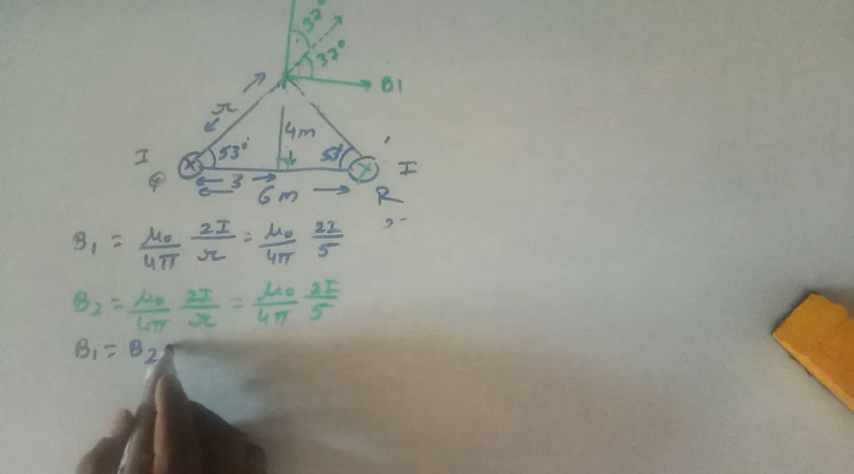 37°
37°
B1
r
4m
I 53° 53° I
Q 3
6m R
B₁ = μ₀/4π 2I/r = μ₀/4π 2I/5
B₂ = μ₀/4π 2I/r = μ₀/4π 2I/5
B₁ = B₂